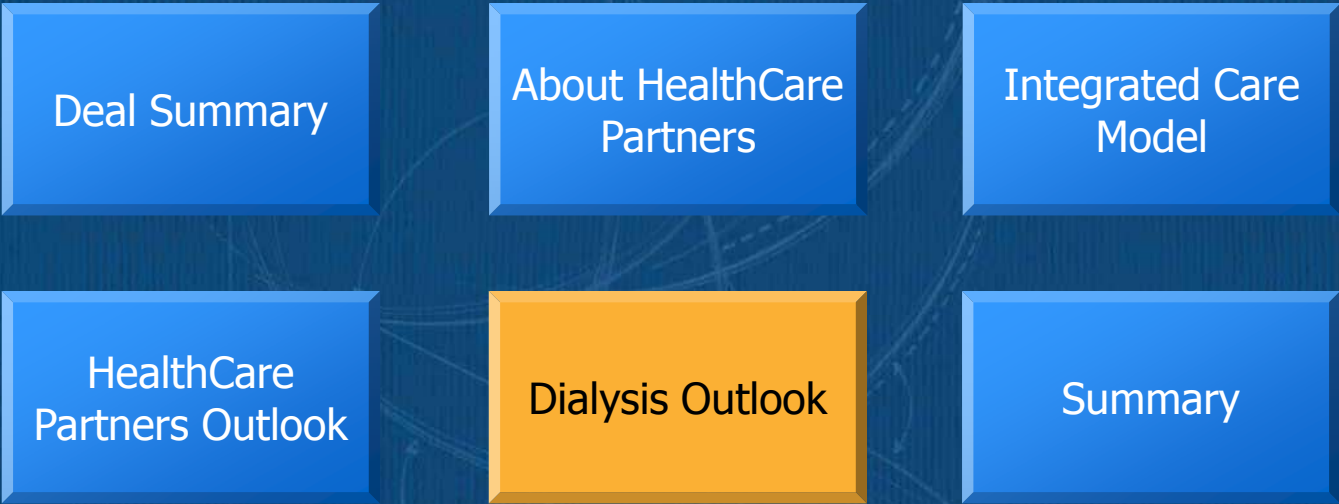 Deal Summary
About HealthCare
Partners
Integrated Care
Model
HealthCare
Partners Outlook
Dialysis Outlook
Summary